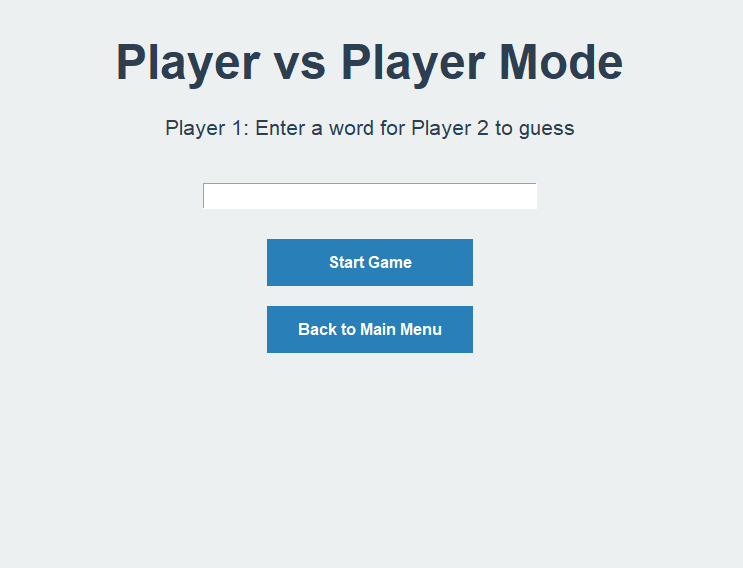 Player vs Player Mode
Player 1: Enter a word for Player 2 to guess
Start Game
Back to Main Menu